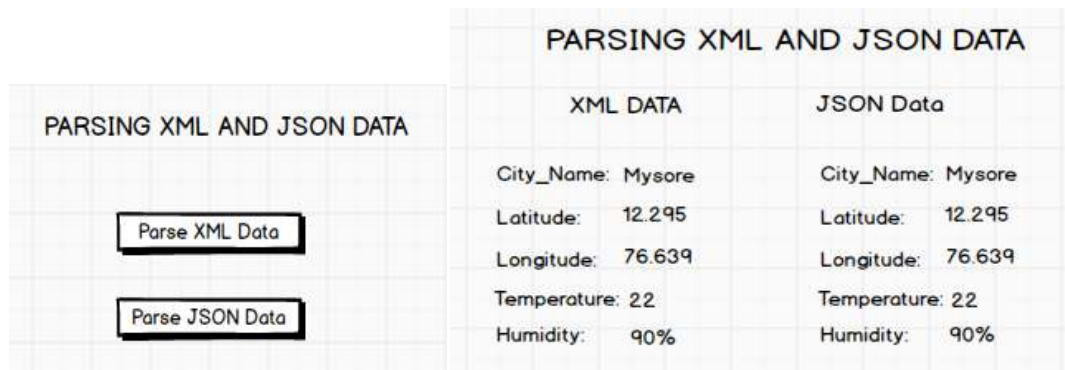 PARSING XML AND JSON DATA
Parse XML Data
Parse JSON Data
PARSING XML AND JSON DATA
XML DATA JSON Data
City_Name: Mysore City_Name: Mysore
Latitude: 12.295 Latitude: 12.295
Longitude: 76.639 Longitude: 76.639
Temperature: 22 Temperature: 22
Humidity: 90% Humidity: 90%